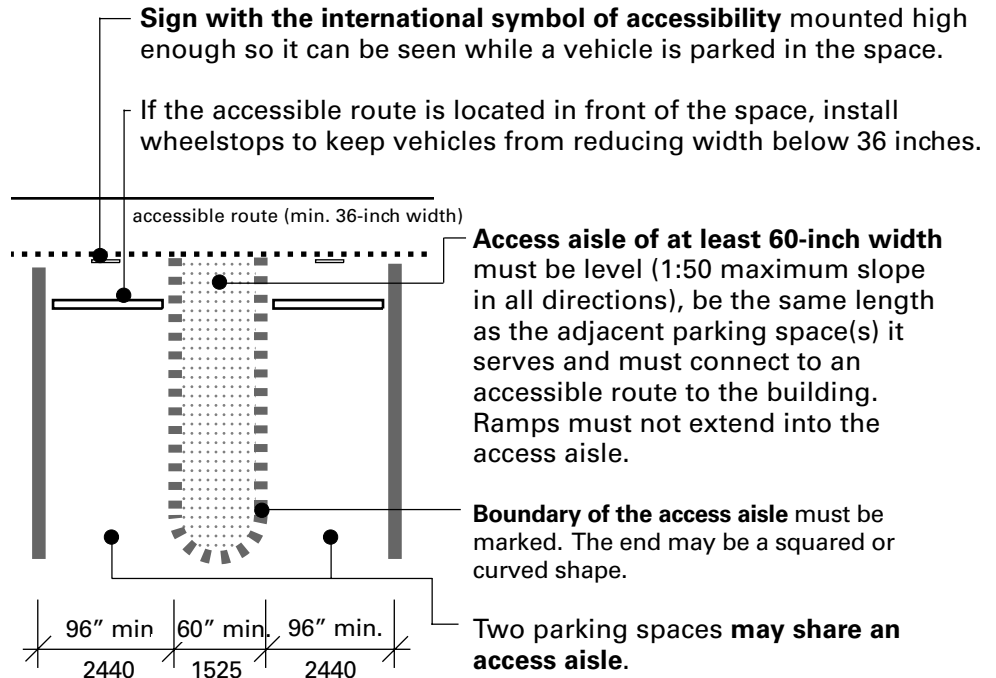 Sign with the international symbol of accessibility mounted high
enough so it can be seen while a vehicle is parked in the space.
If the accessible route is located in front of the space, install
wheelstops to keep vehicles from reducing width below 36 inches.
accessible route (min. 36-inch width)
Access aisle of at least 60-inch width
must be level (1:50 maximum slope
in all directions), be the same length
as the adjacent parking space(s) it
serves and must connect to an
accessible route to the building.
Ramps must not extend into the
access aisle.
Boundary of the access aisle must be
marked. The end may be a squared or
curved shape.
Two parking spaces may share an
access aisle.
96” min 60” min. 96” min.
2440 1525 2440